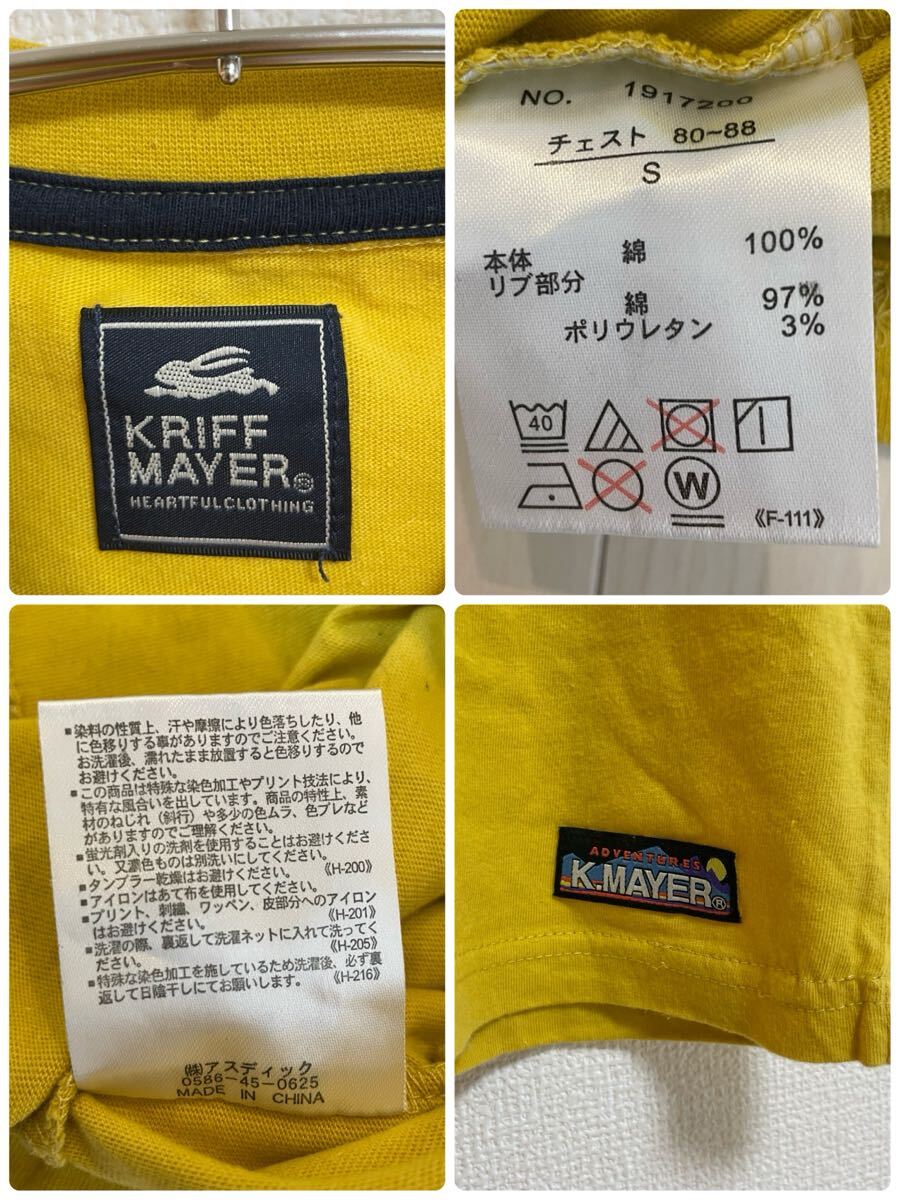 KRIFF
MAYER®
HEARTFULCLOTHING
NO. 1917200
チェスト 80~88
S
本体 綿 100%
リブ部分
綿 97%
ポリウレタン 3%
40
W
《F-111》
■染料の性質上、汗や摩擦により色落ちしたり、他
に色移りする事がありますのでご注意ください。
お洗濯後、濡れたまま放置すると色移りするので
お避けください。
■この商品は特殊な染色加工やプリント技法により、
特有な風合いを出しています。商品の特性上、素
材のねじれ（斜行）や多少の色ムラ、色ブレなど
がありますのでご理解ください。
■蛍光剤入りの洗剤を使用することはお避けくださ
い。又濃色ものは別洗いにしてください。
■タンブラー乾燥はお避けください。 《H-200》
■アイロンはあて布を使用してください。
■プリント、刺繍、ワッペン、皮部分へのアイロン
はお避けください。 《H-201》
■洗濯の際、裏返して洗濯ネットに入れて洗ってく
ださい。 《H-205》
■特殊な染色加工を施しているため洗濯後、必ず裏
返して日陰干しにてお願いします。 《H-216》
㈱アスディック
0586-45-0625
MADE IN CHINA
ADVENTURES
K.MAYER®